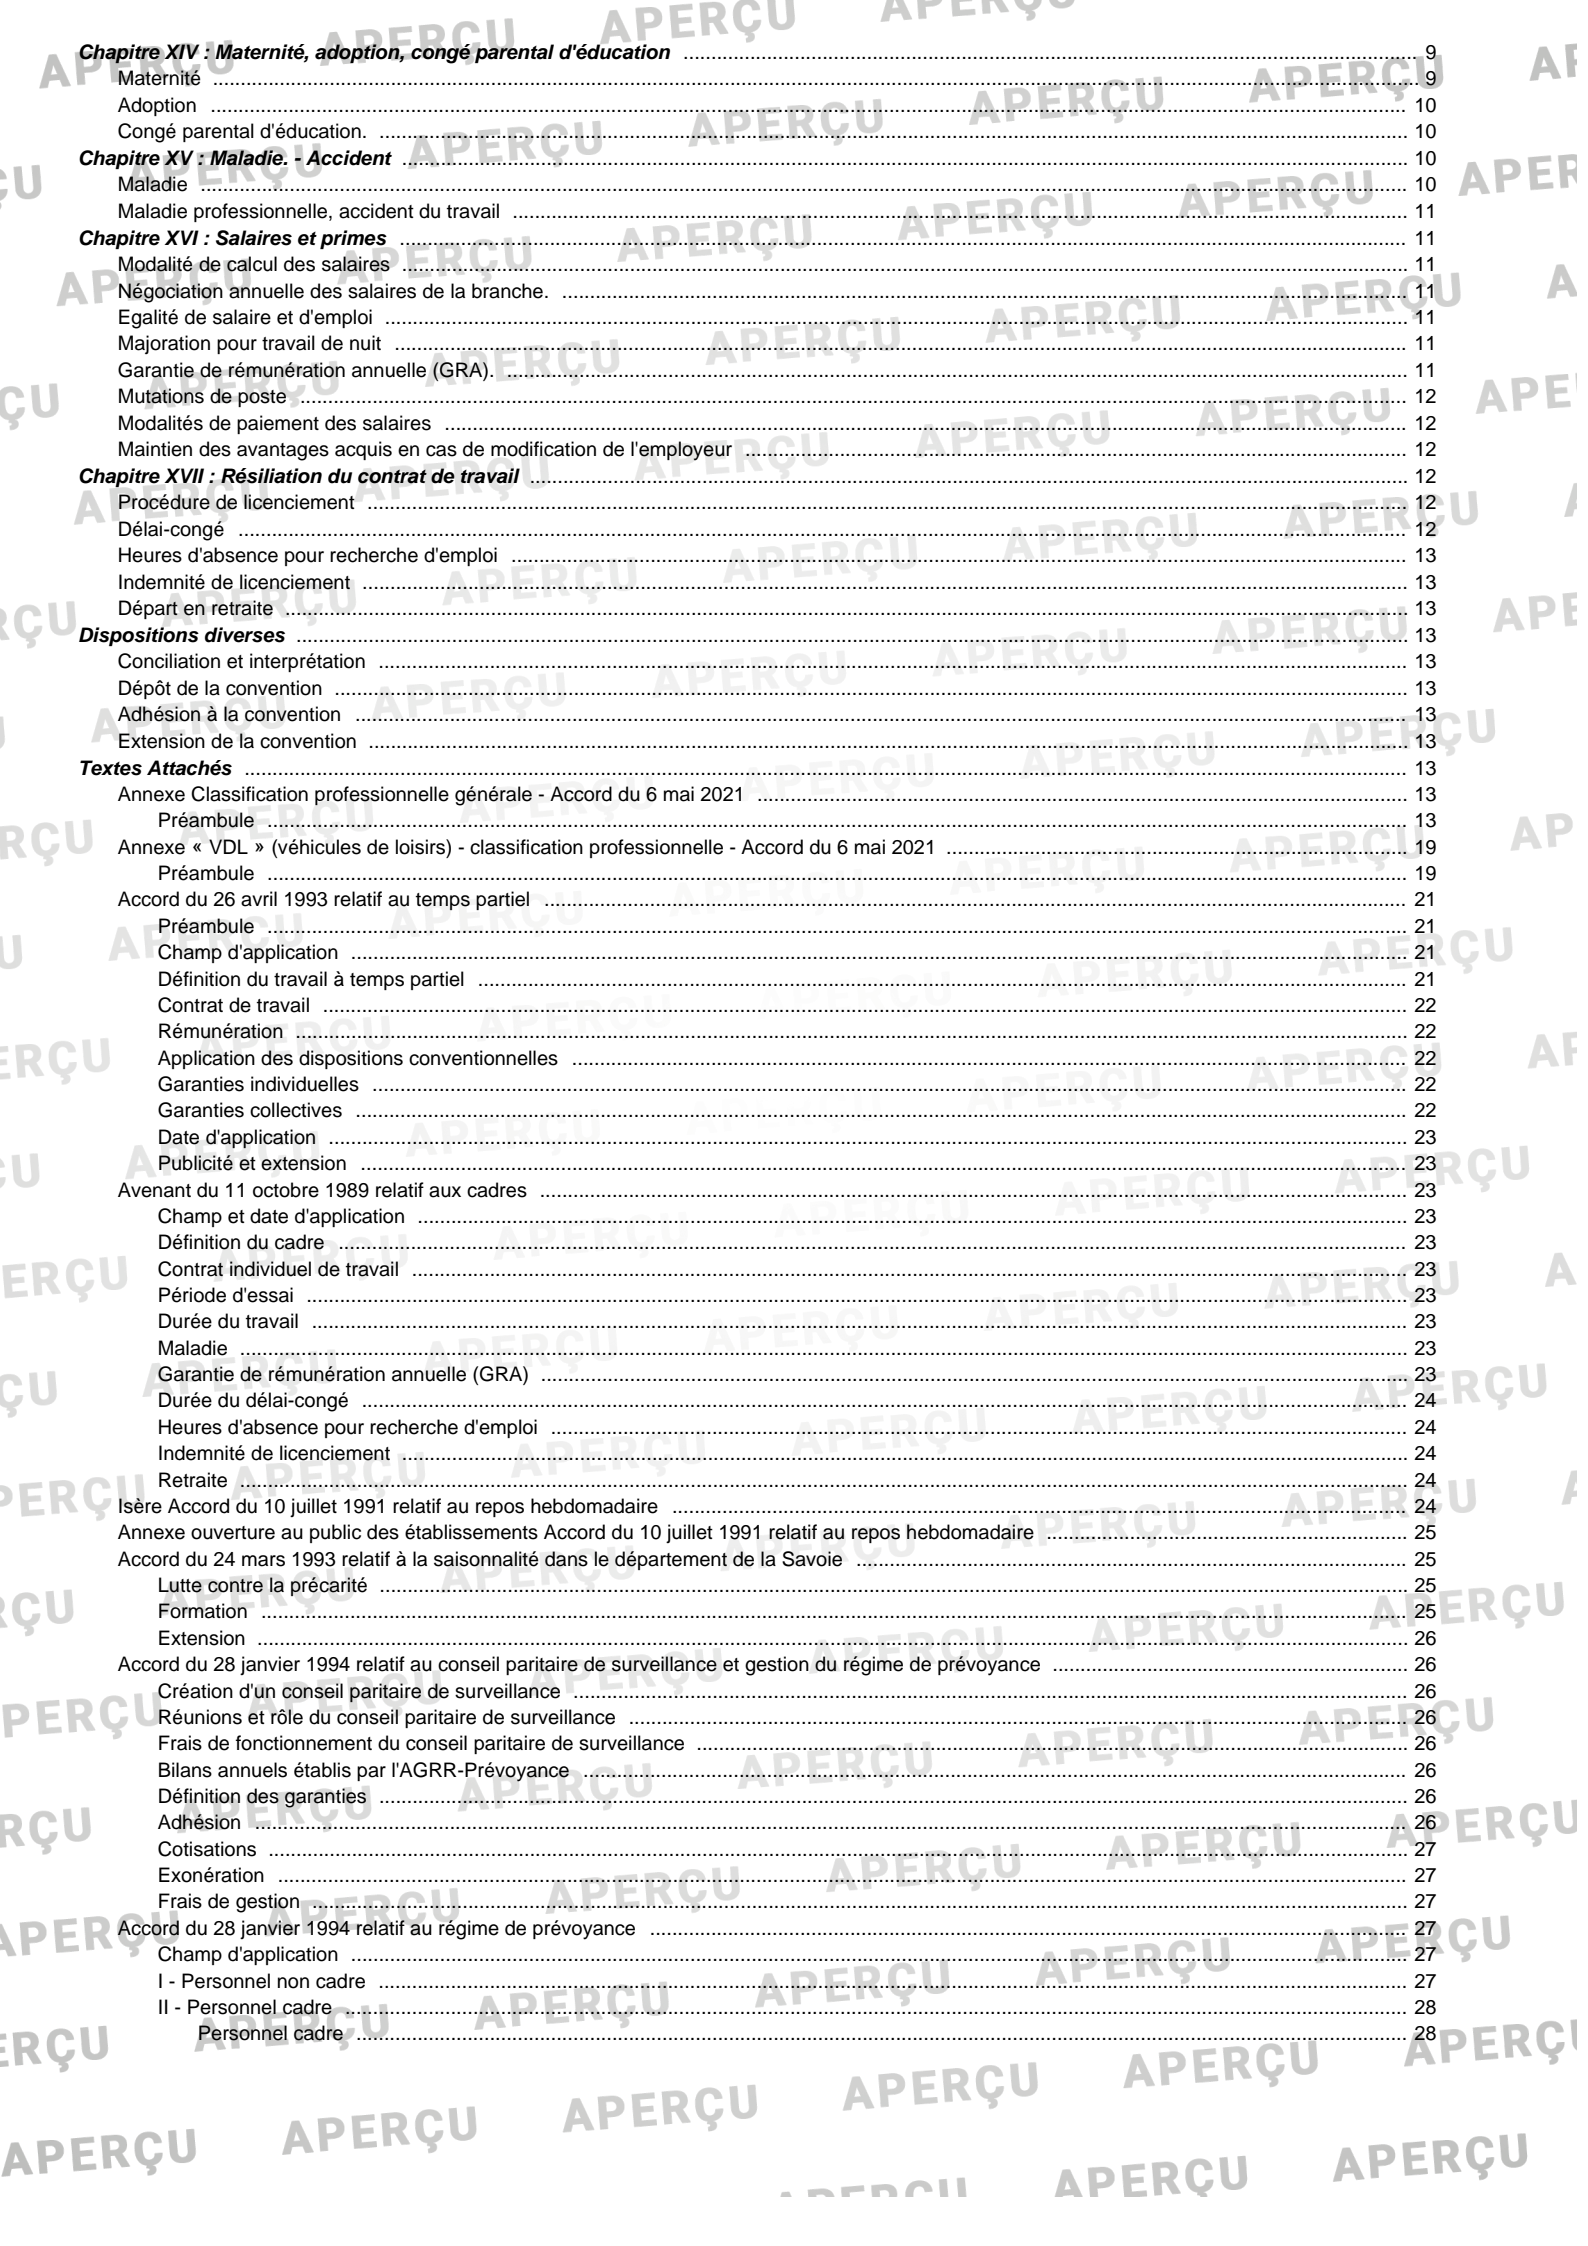 Chapitre XIV : Maternité, adoption, congé parental d'éducation 9
Maternité 9
Adoption 10
Congé parental d'éducation. 10
Chapitre XV : Maladie. - Accident 10
Maladie 10
Maladie professionnelle, accident du travail 11
Chapitre XVI : Salaires et primes 11
Modalité de calcul des salaires 11
Négociation annuelle des salaires de la branche. 11
Egalité de salaire et d'emploi 11
Majoration pour travail de nuit 11
Garantie de rémunération annuelle (GRA). 11
Mutations de poste 12
Modalités de paiement des salaires 12
Maintien des avantages acquis en cas de modification de l'employeur 12
Chapitre XVII : Résiliation du contrat de travail 12
Procédure de licenciement 12
Délai-congé 12
Heures d'absence pour recherche d'emploi 13
Indemnité de licenciement 13
Départ en retraite 13
Dispositions diverses 13
Conciliation et interprétation 13
Dépôt de la convention 13
Adhésion à la convention 13
Extension de la convention 13
Textes Attachés 13
Annexe Classification professionnelle générale - Accord du 6 mai 2021 13
Préambule 13
Annexe « VDL » (véhicules de loisirs) - classification professionnelle - Accord du 6 mai 2021 19
Préambule 19
Accord du 26 avril 1993 relatif au temps partiel 21
Préambule 21
Champ d'application 21
Définition du travail à temps partiel 21
Contrat de travail 22
Rémunération 22
Application des dispositions conventionnelles 22
Garanties individuelles 22
Garanties collectives 22
Date d'application 23
Publicité et extension 23
Avenant du 11 octobre 1989 relatif aux cadres 23
Champ et date d'application 23
Définition du cadre 23
Contrat individuel de travail 23
Période d'essai 23
Durée du travail 23
Maladie 23
Garantie de rémunération annuelle (GRA) 23
Durée du délai-congé 24
Heures d'absence pour recherche d'emploi 24
Indemnité de licenciement 24
Retraite 24
Isère Accord du 10 juillet 1991 relatif au repos hebdomadaire 24
Annexe ouverture au public des établissements Accord du 10 juillet 1991 relatif au repos hebdomadaire 25
Accord du 24 mars 1993 relatif à la saisonnalité dans le département de la Savoie 25
Lutte contre la précarité 25
Formation 25
Extension 26
Accord du 28 janvier 1994 relatif au conseil paritaire de surveillance et gestion du régime de prévoyance 26
Création d'un conseil paritaire de surveillance 26
Réunions et rôle du conseil paritaire de surveillance 26
Frais de fonctionnement du conseil paritaire de surveillance 26
Bilans annuels établis par l'AGRR-Prévoyance 26
Définition des garanties 26
Adhésion 26
Cotisations 27
Exonération 27
Frais de gestion 27
Accord du 28 janvier 1994 relatif au régime de prévoyance 27
Champ d'application 27
I - Personnel non cadre 27
II - Personnel cadre 28
Personnel cadre 28
APERÇU